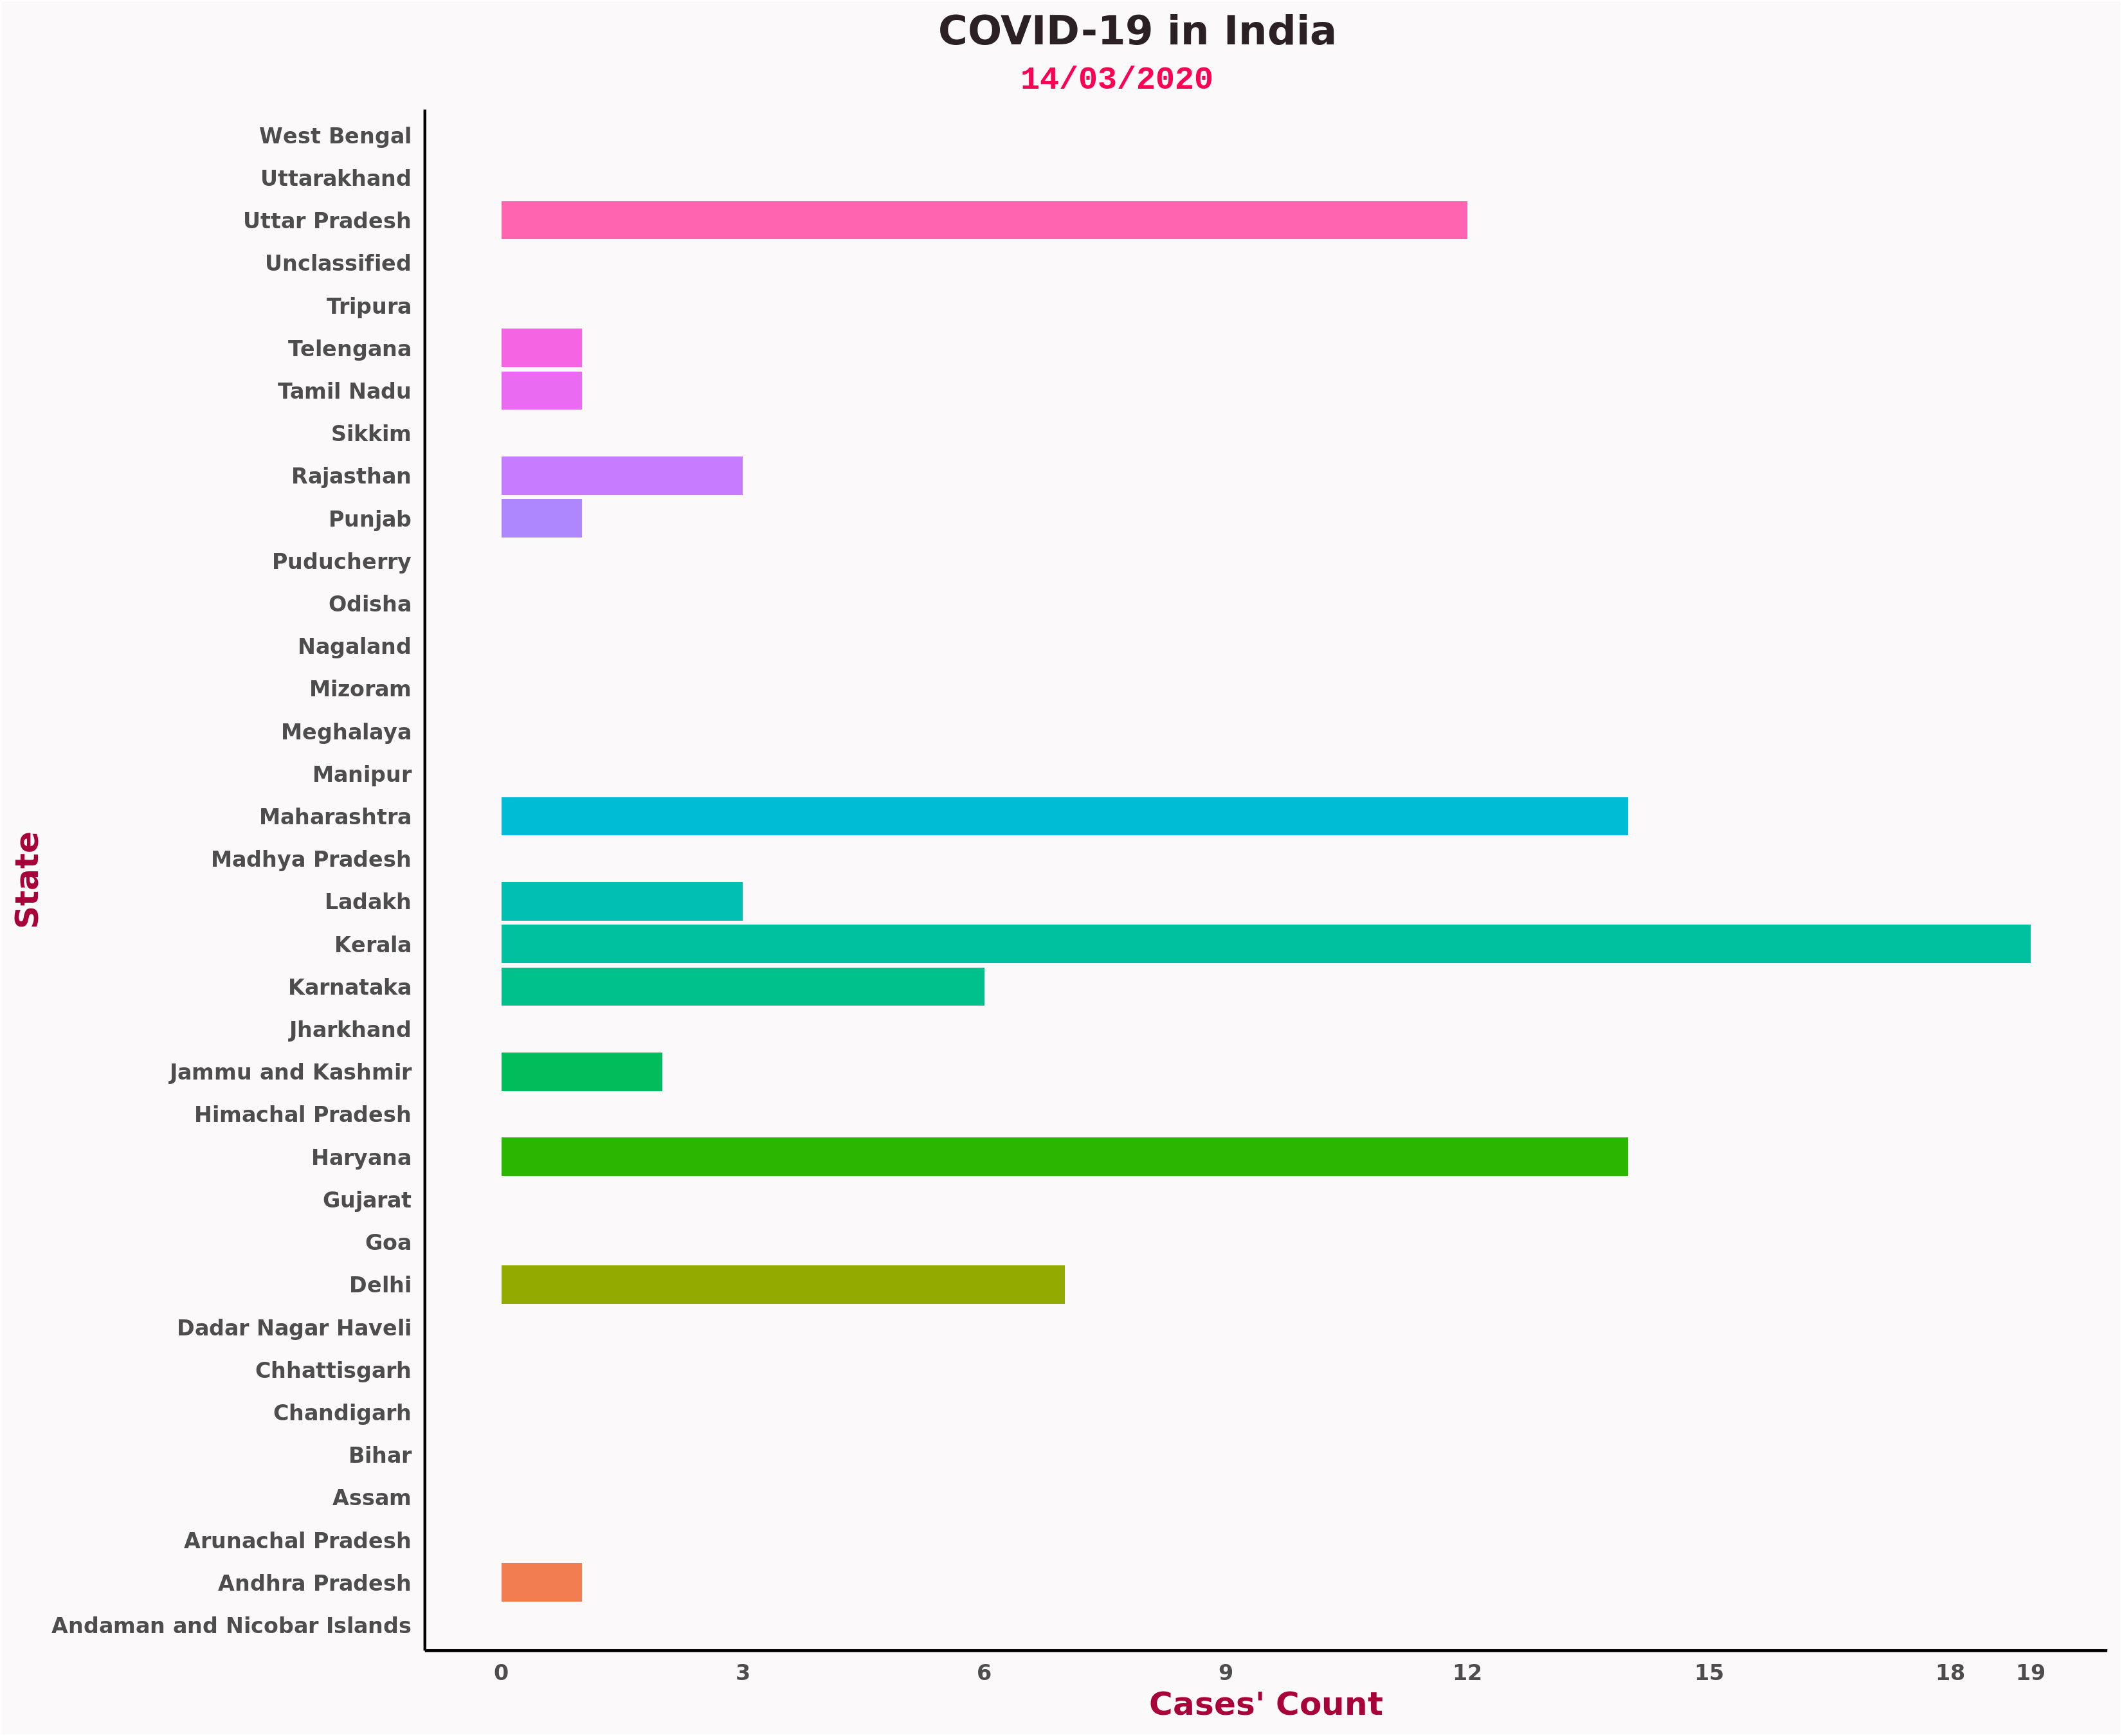 COVID-19 in India
14/03/2020
West Bengal
Uttarakhand
Uttar Pradesh
Unclassified
Tripura
Telengana
Tamil Nadu
Sikkim
Rajasthan
Punjab
Puducherry
Odisha
Nagaland
Mizoram
Meghalaya
Manipur
Maharashtra
Madhya Pradesh
Ladakh
Kerala
Karnataka
Jharkhand
Jammu and Kashmir
Himachal Pradesh
Haryana
Gujarat
Goa
Delhi
Dadar Nagar Haveli
Chhattisgarh
Chandigarh
Bihar
Assam
Arunachal Pradesh
Andhra Pradesh
Andaman and Nicobar Islands
State
0 3 6 9 12 15 18 19
Cases' Count